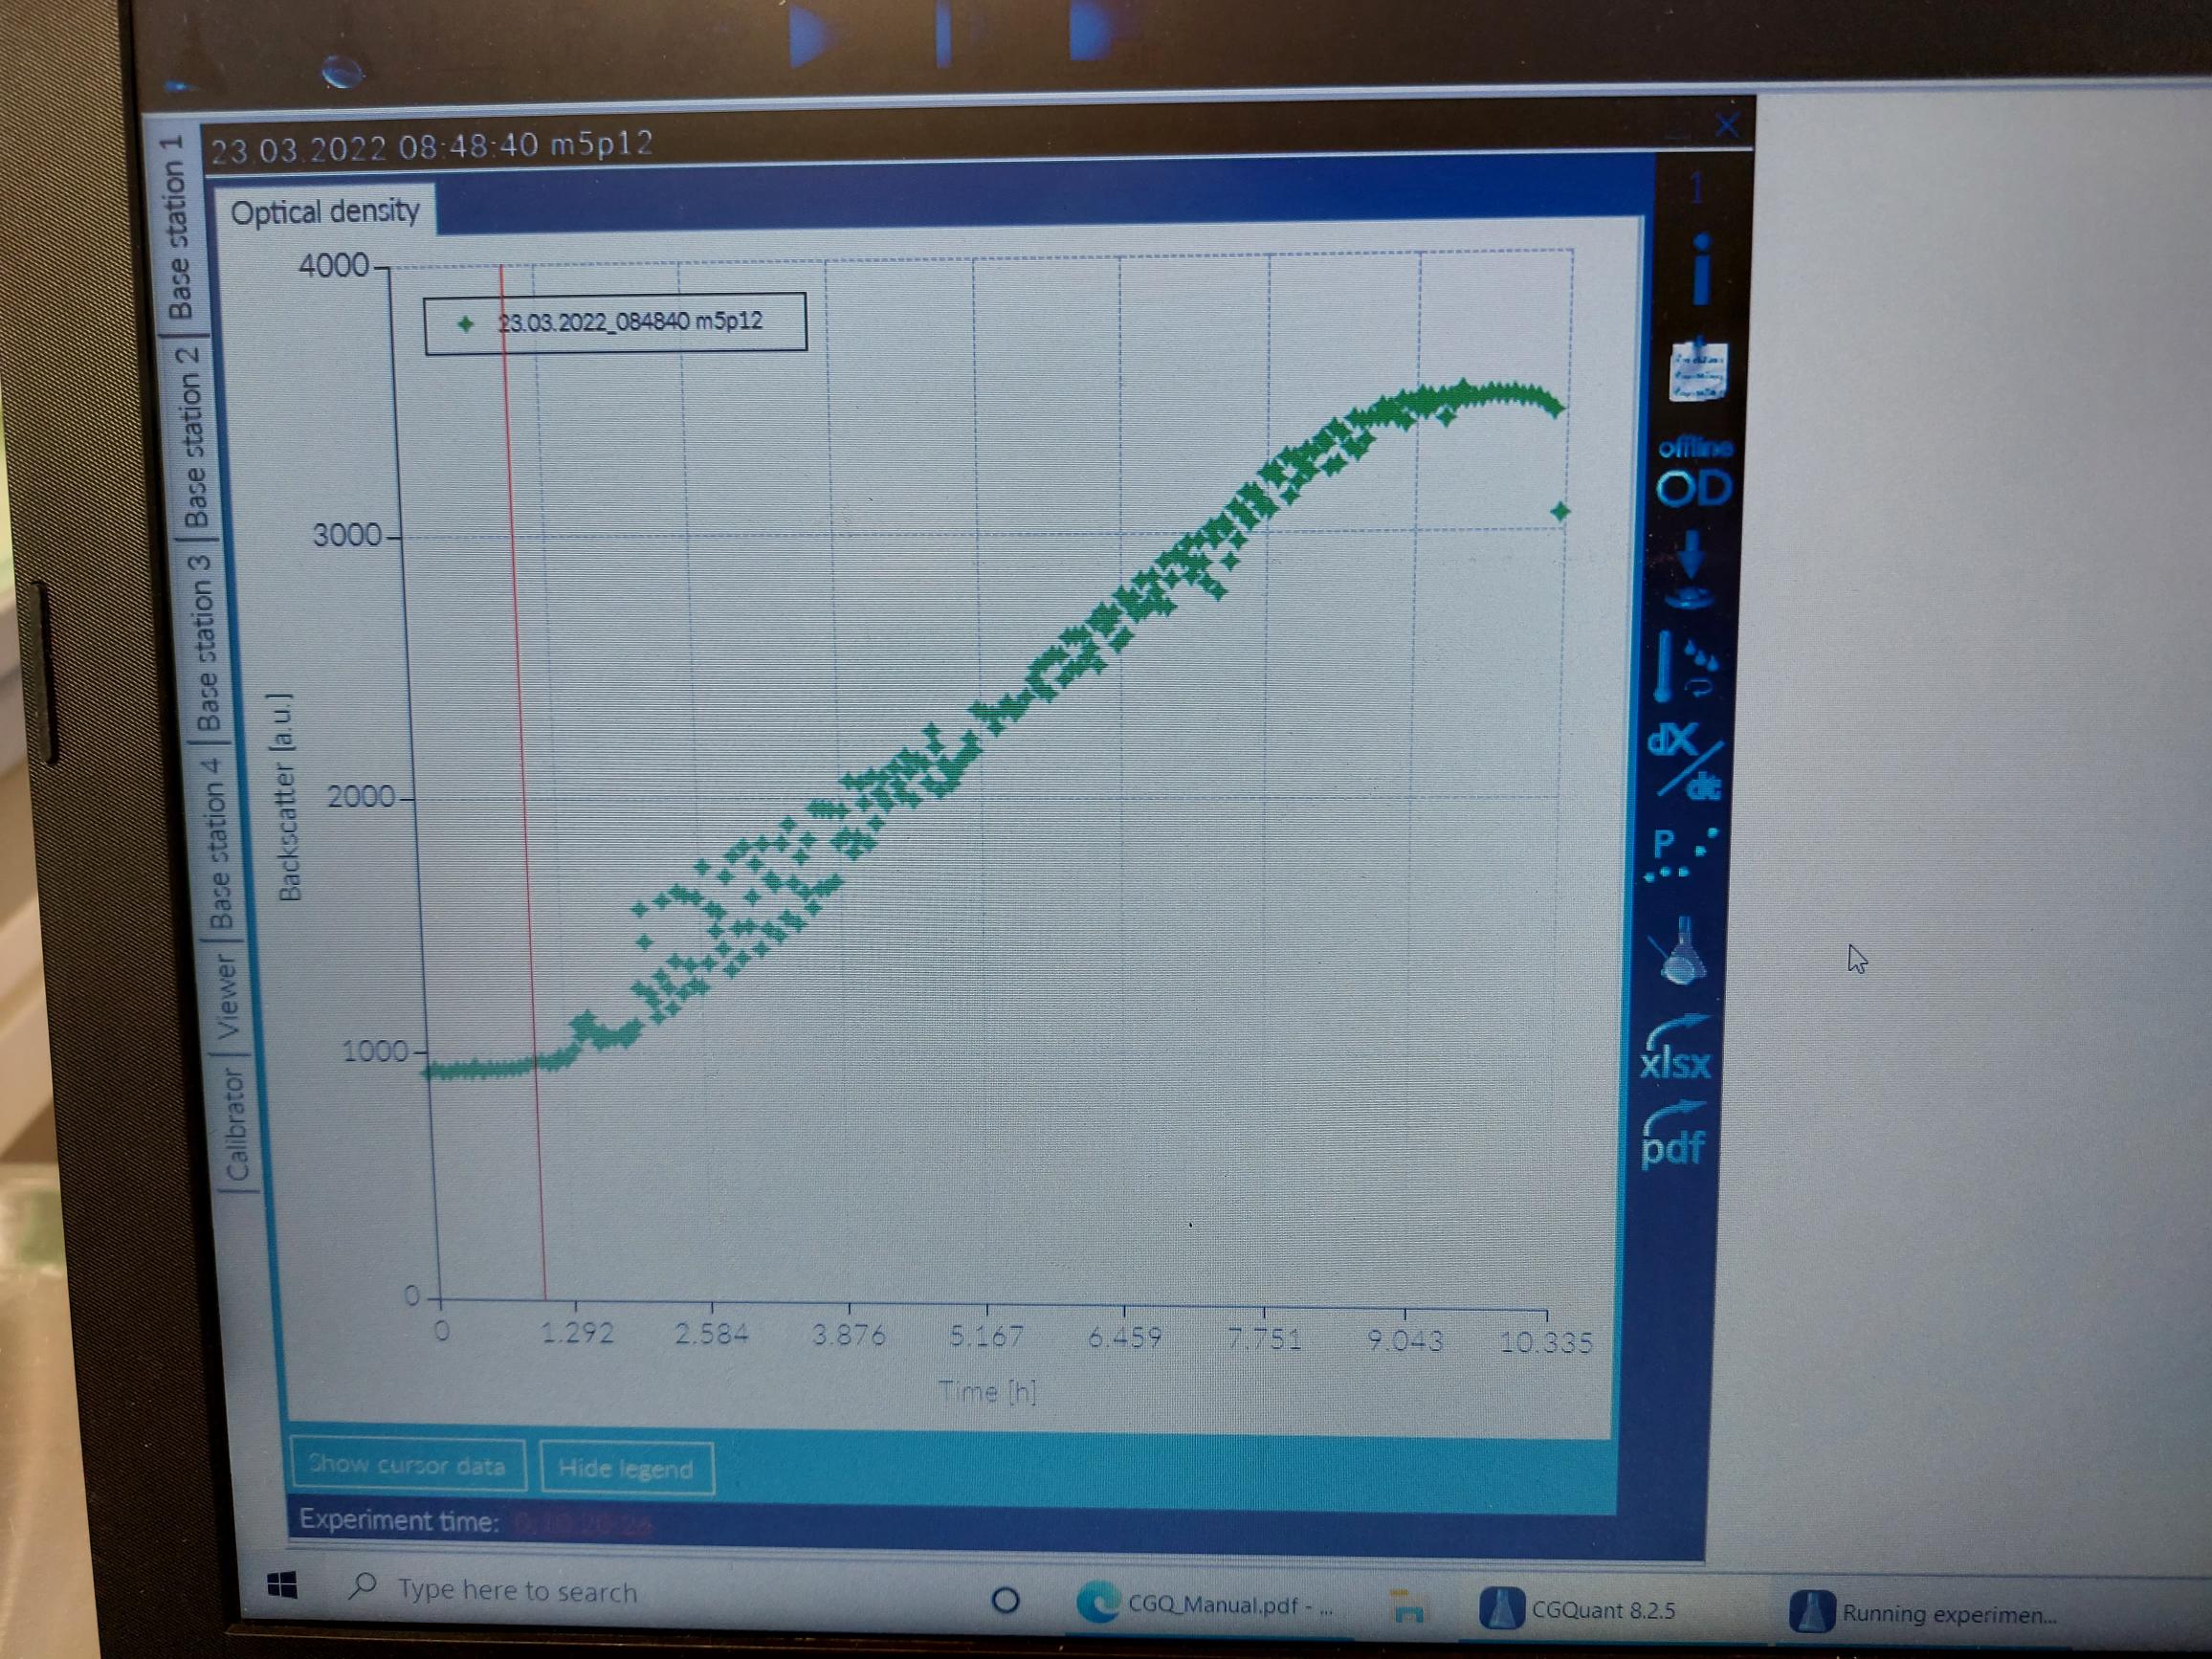 23.03.2022 08:48:40 m5p12
Base station 1
Base station 2
Base station 3
Base station 4
Viewer
Calibrator
Optical density
23.03.2022_084840 m5p12
4000
3000
2000
1000
0
Backscatter [a.u.]
0 1.292 2.584 3.876 5.167 6.459 7.751 9.043 10.335
Time [h]
1
i
offline
OD
dX/dt
P
xlsx
pdf
Show cursor data
Hide legend
Experiment time:
Type here to search
CGQ_Manual.pdf - ...
CGQuant 8.2.5
Running experimen...